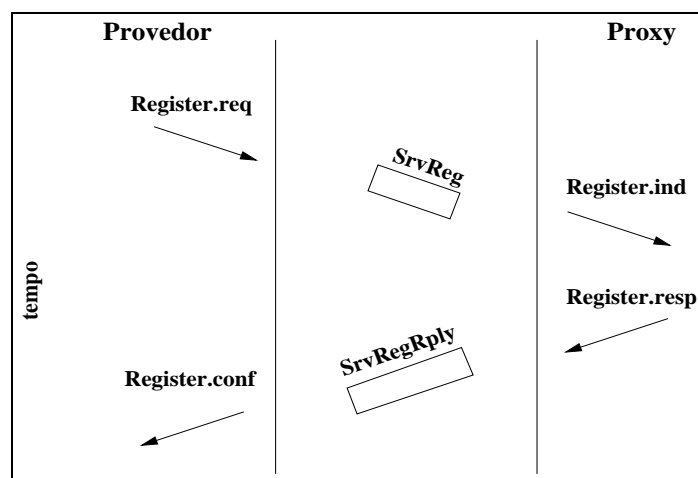 Provedor
Proxy
Register.req
SrvReg
Register.ind
tempo
Register.resp
SrvRegRply
Register.conf